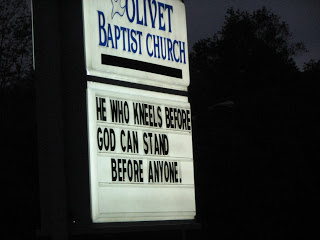 OLIVET
BAPTIST CHURCH
HE WHO KNEELS BEFORE
GOD CAN STAND
BEFORE ANYONE.